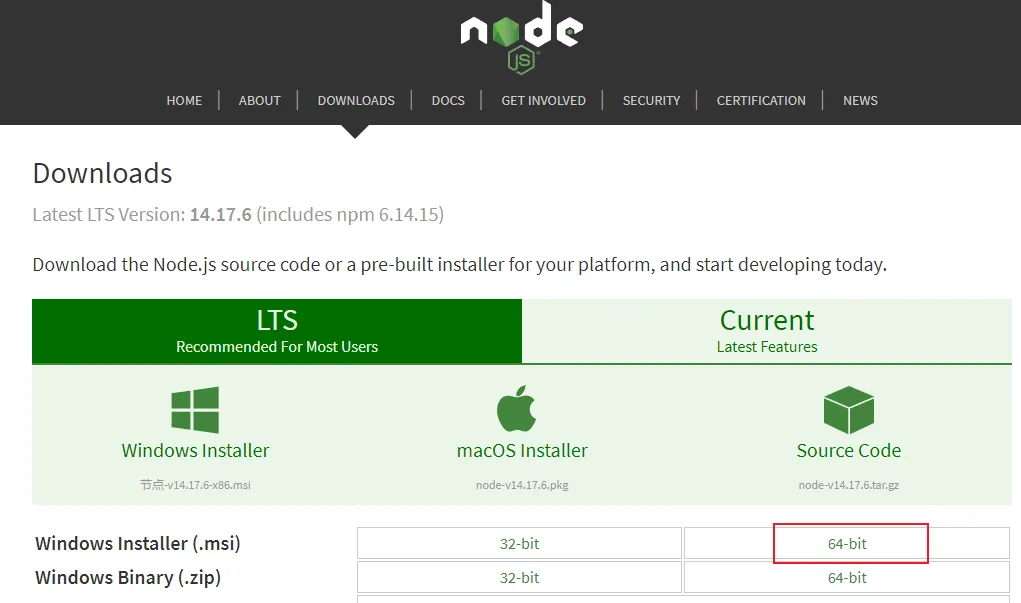 node
JS
HOME ABOUT DOWNLOADS DOCS GET INVOLVED SECURITY CERTIFICATION NEWS
Downloads
Latest LTS Version: 14.17.6 (includes npm 6.14.15)
Download the Node.js source code or a pre-built installer for your platform, and start developing today.
LTS
Recommended For Most Users
Current
Latest Features
Windows Installer
节点-v14.17.6-x86.msi
macOS Installer
node-v14.17.6.pkg
Source Code
node-v14.17.6.tar.gz
Windows Installer (.msi) 32-bit 64-bit
Windows Binary (.zip) 32-bit 64-bit